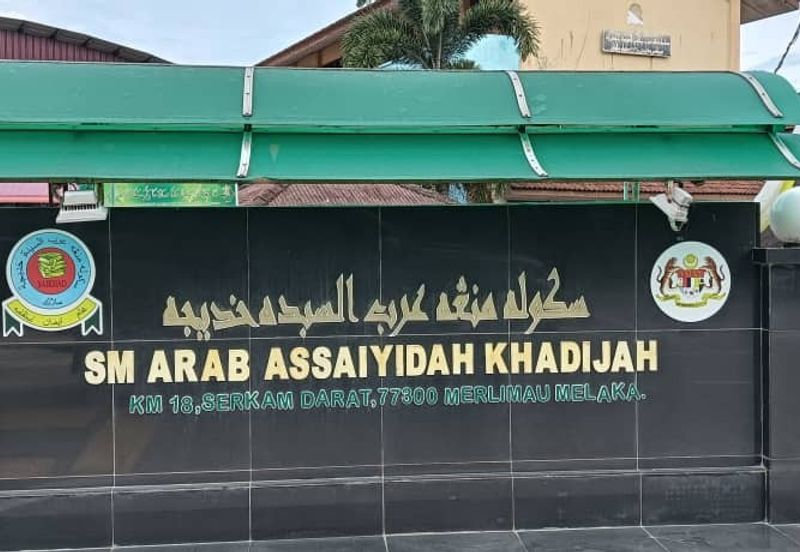 سكوله منڠه عرب السيده خديجه
SM ARAB ASSAIYIDAH KHADIJAH
KM 18,SERKAM DARAT,77300 MERLIMAU MELAKA.